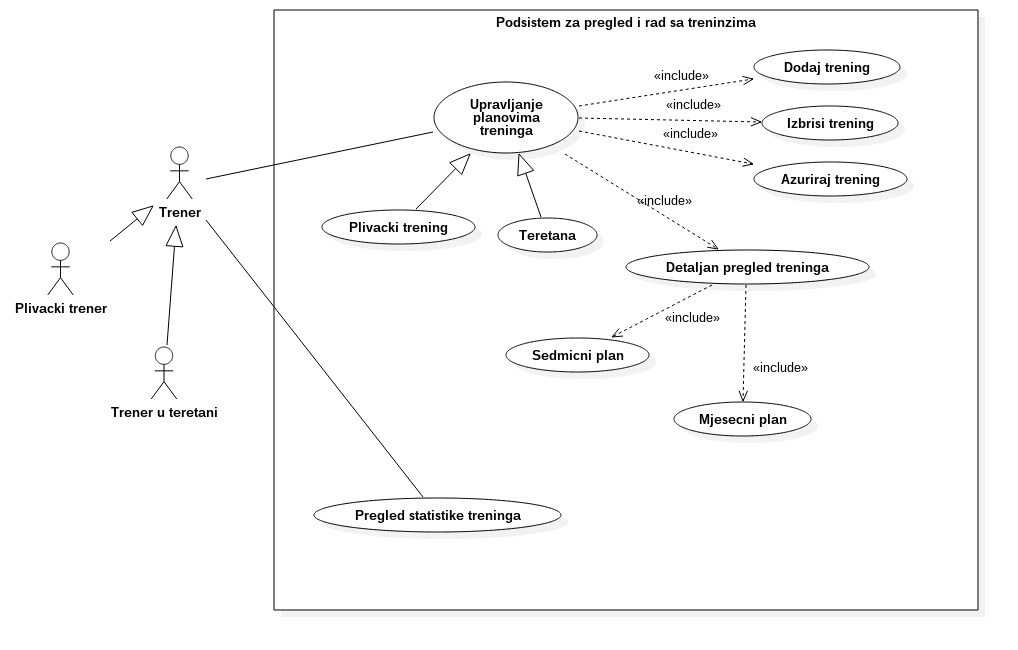 Podsistem za pregled i rad sa treninzima
Dodaj trening
«include»
Upravljanje
planovima
treninga
«include»
Izbrisi trening
«include»
Azuriraj trening
«include»
Trener
Plivacki trening
Teretana
Detaljan pregled treninga
Plivacki trener
«include»
Sedmicni plan
«include»
Trener u teretani
Mjesecni plan
Pregled statistike treninga